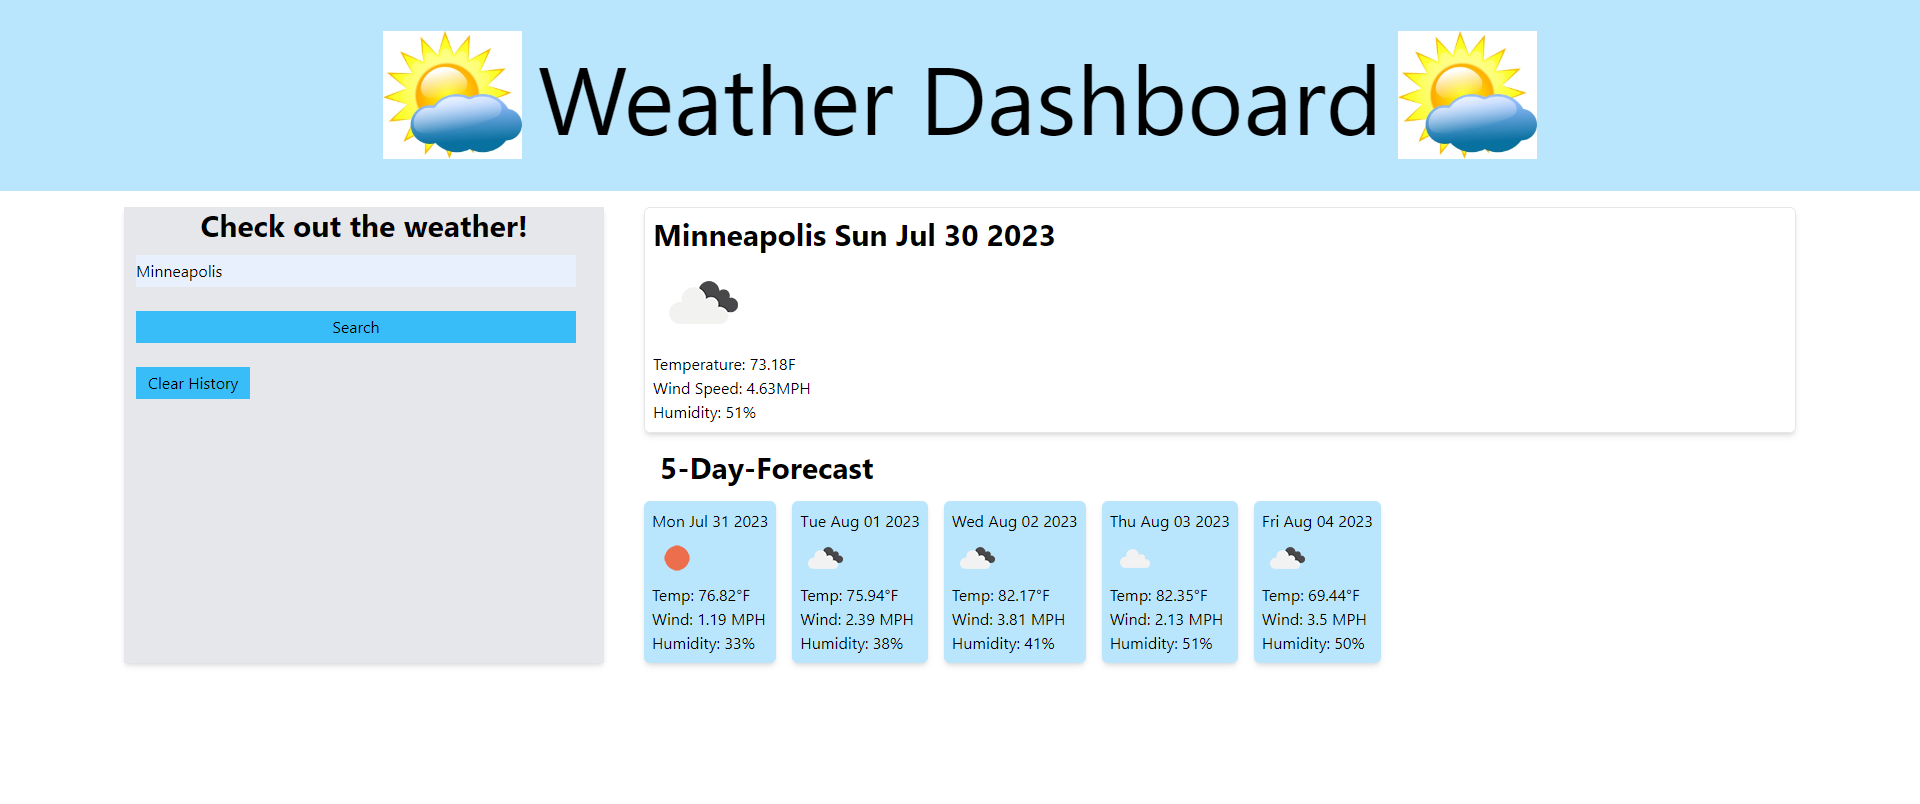 Weather Dashboard
Check out the weather!
Minneapolis
Search
Clear History
Minneapolis Sun Jul 30 2023
Temperature: 73.18F
Wind Speed: 4.63MPH
Humidity: 51%
5-Day-Forecast
Mon Jul 31 2023
Temp: 76.82°F
Wind: 1.19 MPH
Humidity: 33%
Tue Aug 01 2023
Temp: 75.94°F
Wind: 2.39 MPH
Humidity: 38%
Wed Aug 02 2023
Temp: 82.17°F
Wind: 3.81 MPH
Humidity: 41%
Thu Aug 03 2023
Temp: 82.35°F
Wind: 2.13 MPH
Humidity: 51%
Fri Aug 04 2023
Temp: 69.44°F
Wind: 3.5 MPH
Humidity: 50%